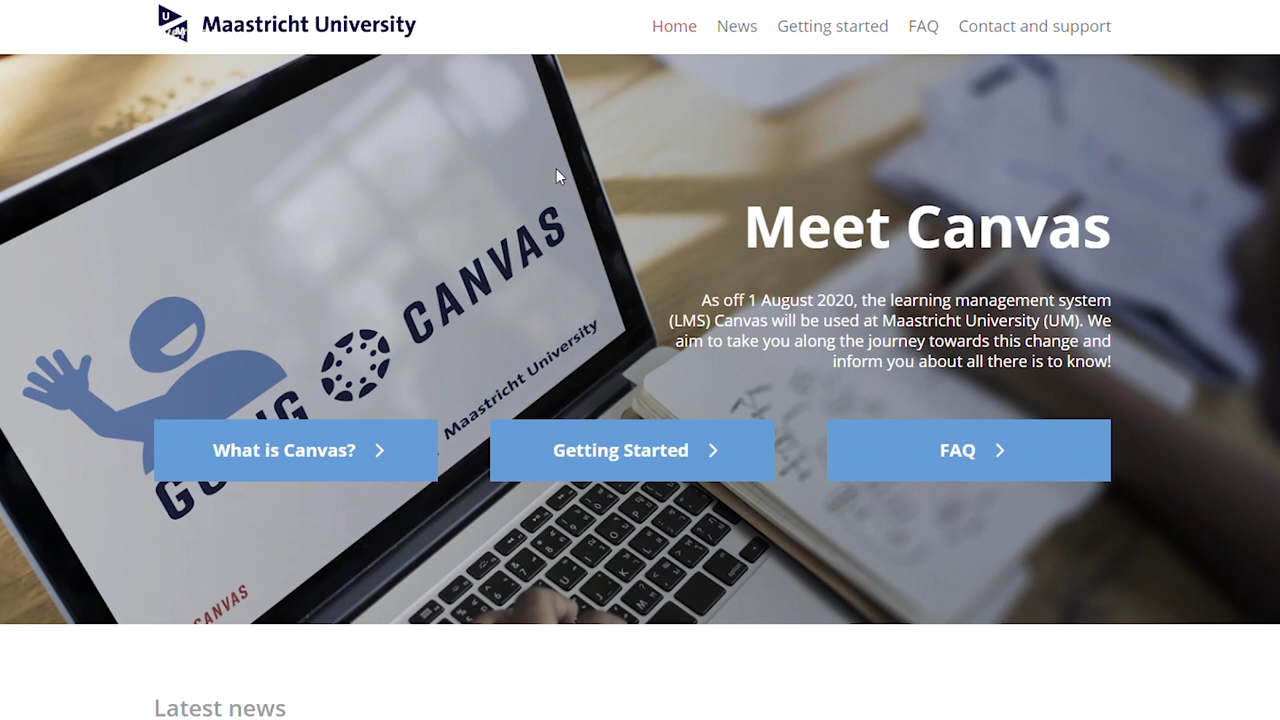 Maastricht University
Home News Getting started FAQ Contact and support
CANVAS
Maastricht University
Meet Canvas
As off 1 August 2020, the learning management system
(LMS) Canvas will be used at Maastricht University (UM). We
aim to take you along the journey towards this change and
inform you about all there is to know!
What is Canvas?
Getting Started
FAQ
CANVAS
Latest news